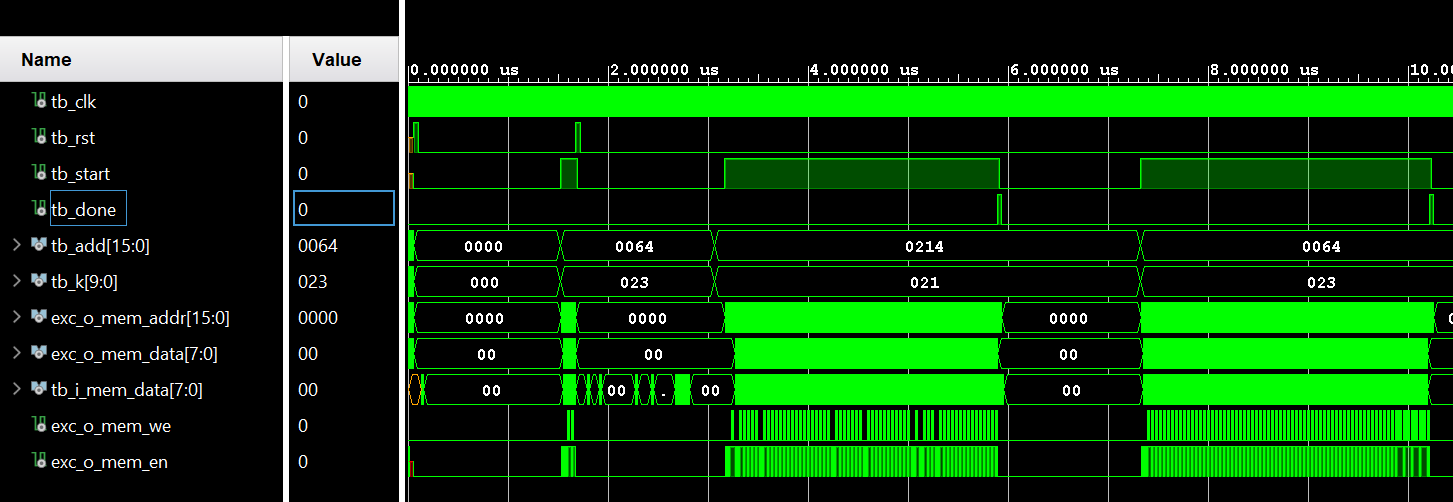 Name Value
0.000000 us 2.000000 us 4.000000 us 6.000000 us 8.000000 us 10.00
tb_clk 0
tb_rst 0
tb_start 0
tb_done 0
tb_add[15:0] 0064 0000 0064 0214 0064
tb_k[9:0] 023 000 023 021 023
exc_o_mem_addr[15:0] 0000 0000 0000 0000
exc_o_mem_data[7:0] 00 00 00 00
tb_i_mem_data[7:0] 00 00 00 . 00 00
exc_o_mem_we 0
exc_o_mem_en 0